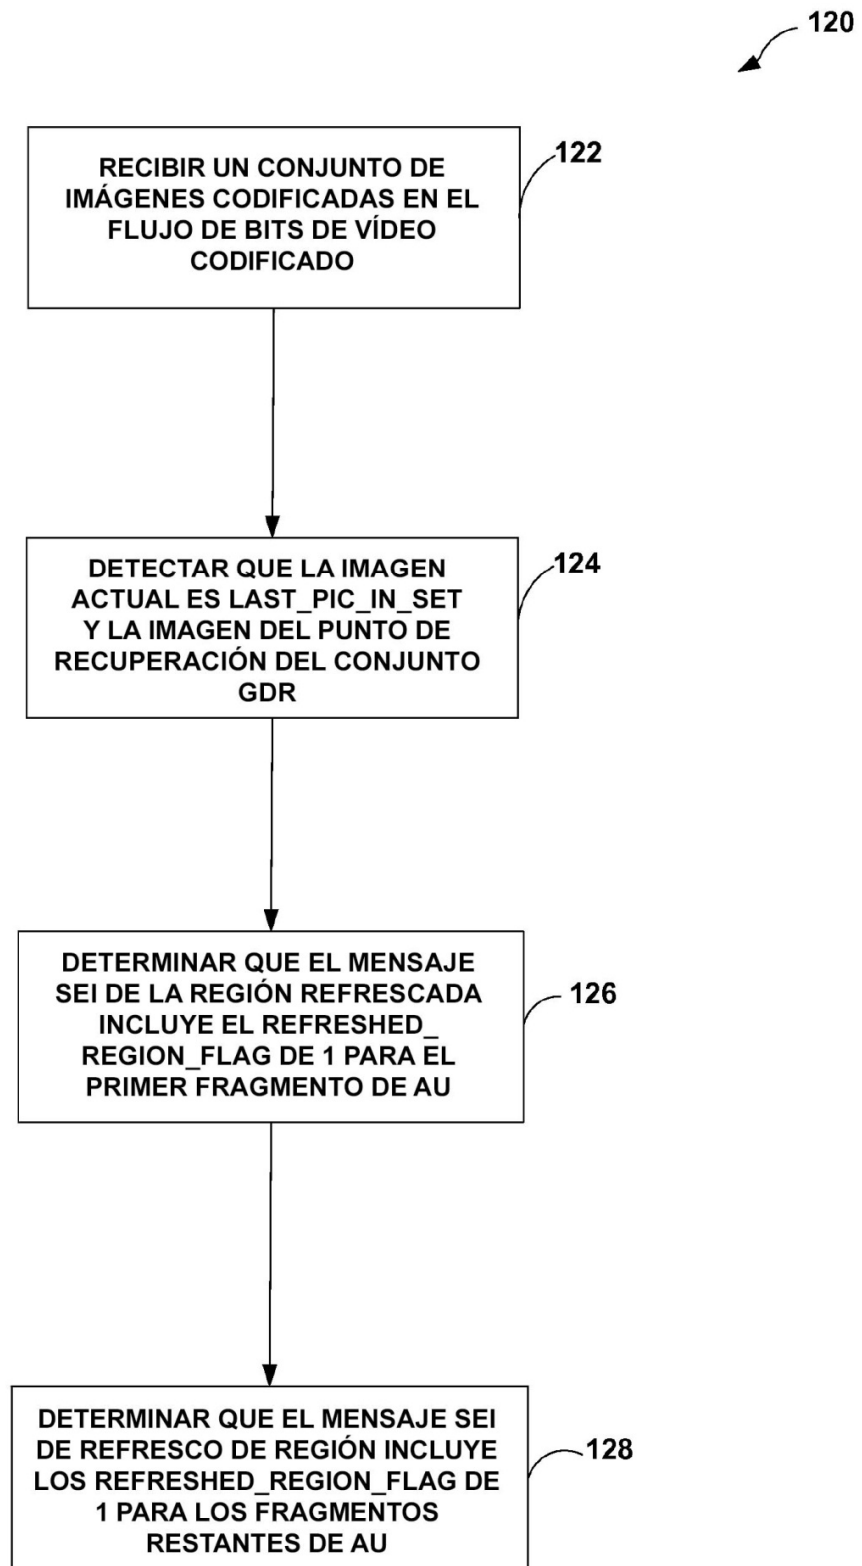 120
RECIBIR UN CONJUNTO DE
IMÁGENES CODIFICADAS EN EL
FLUJO DE BITS DE VÍDEO
CODIFICADO
122
DETECTAR QUE LA IMAGEN
ACTUAL ES LAST_PIC_IN_SET
Y LA IMAGEN DEL PUNTO DE
RECUPERACIÓN DEL CONJUNTO
GDR
124
DETERMINAR QUE EL MENSAJE
SEI DE LA REGIÓN REFRESCADA
INCLUYE EL REFRESHED_
REGION_FLAG DE 1 PARA EL
PRIMER FRAGMENTO DE AU
126
DETERMINAR QUE EL MENSAJE SEI
DE REFRESCO DE REGIÓN INCLUYE
LOS REFRESHED_REGION_FLAG DE
1 PARA LOS FRAGMENTOS
RESTANTES DE AU
128